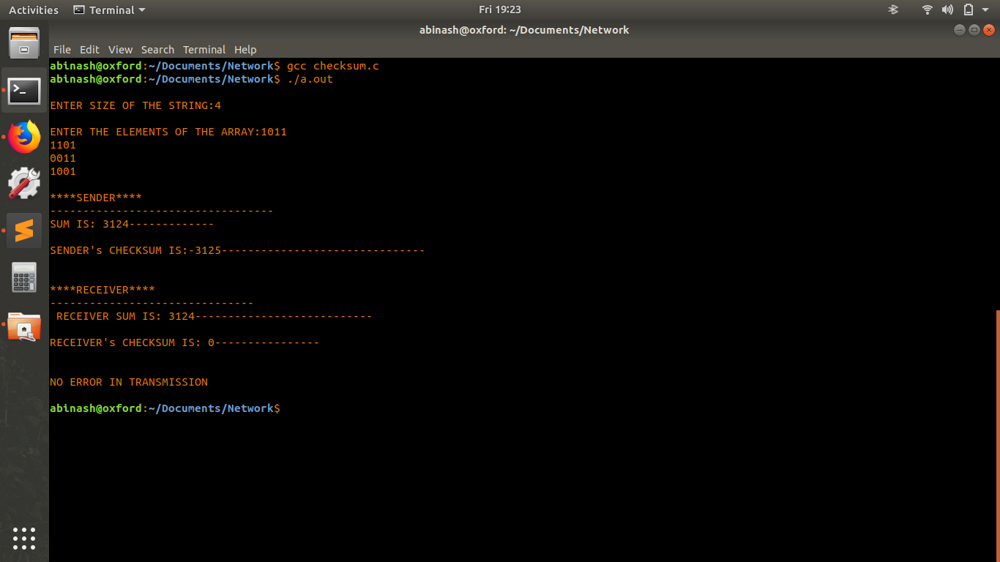 Activities Terminal Fri 19:23
abinash@oxford: ~/Documents/Network
File Edit View Search Terminal Help
abinash@oxford:~/Documents/Network$ gcc checksum.c
abinash@oxford:~/Documents/Network$ ./a.out
ENTER SIZE OF THE STRING:4
ENTER THE ELEMENTS OF THE ARRAY:1011
1101
0011
1001
****SENDER****
----------------------------------
SUM IS: 3124-------------
SENDER's CHECKSUM IS:-3125-------------------------------
****RECEIVER****
-------------------------------
 RECEIVER SUM IS: 3124---------------------------
RECEIVER's CHECKSUM IS: 0----------------
NO ERROR IN TRANSMISSION
abinash@oxford:~/Documents/Network$